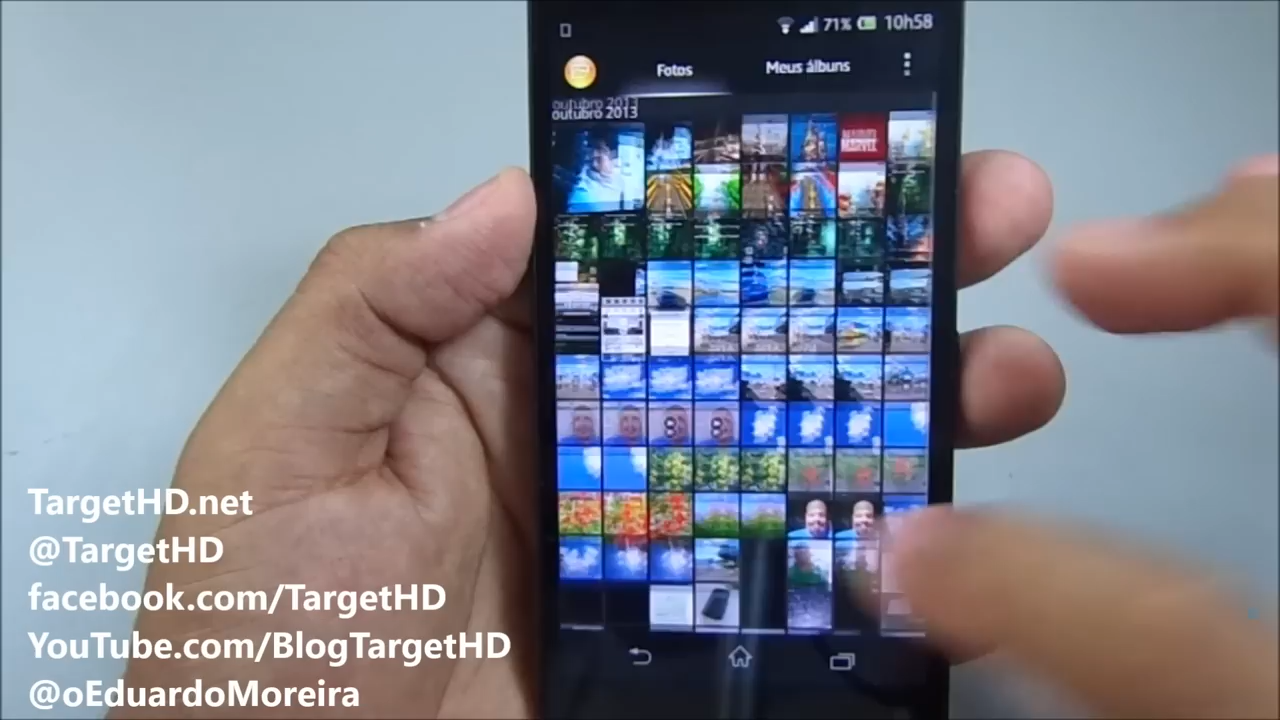 71% 10h58
Fotos Meus álbuns
outubro 2013
outubro 2013
MARVEL
TargetHD.net
@TargetHD
facebook.com/TargetHD
YouTube.com/BlogTargetHD
@oEduardoMoreira